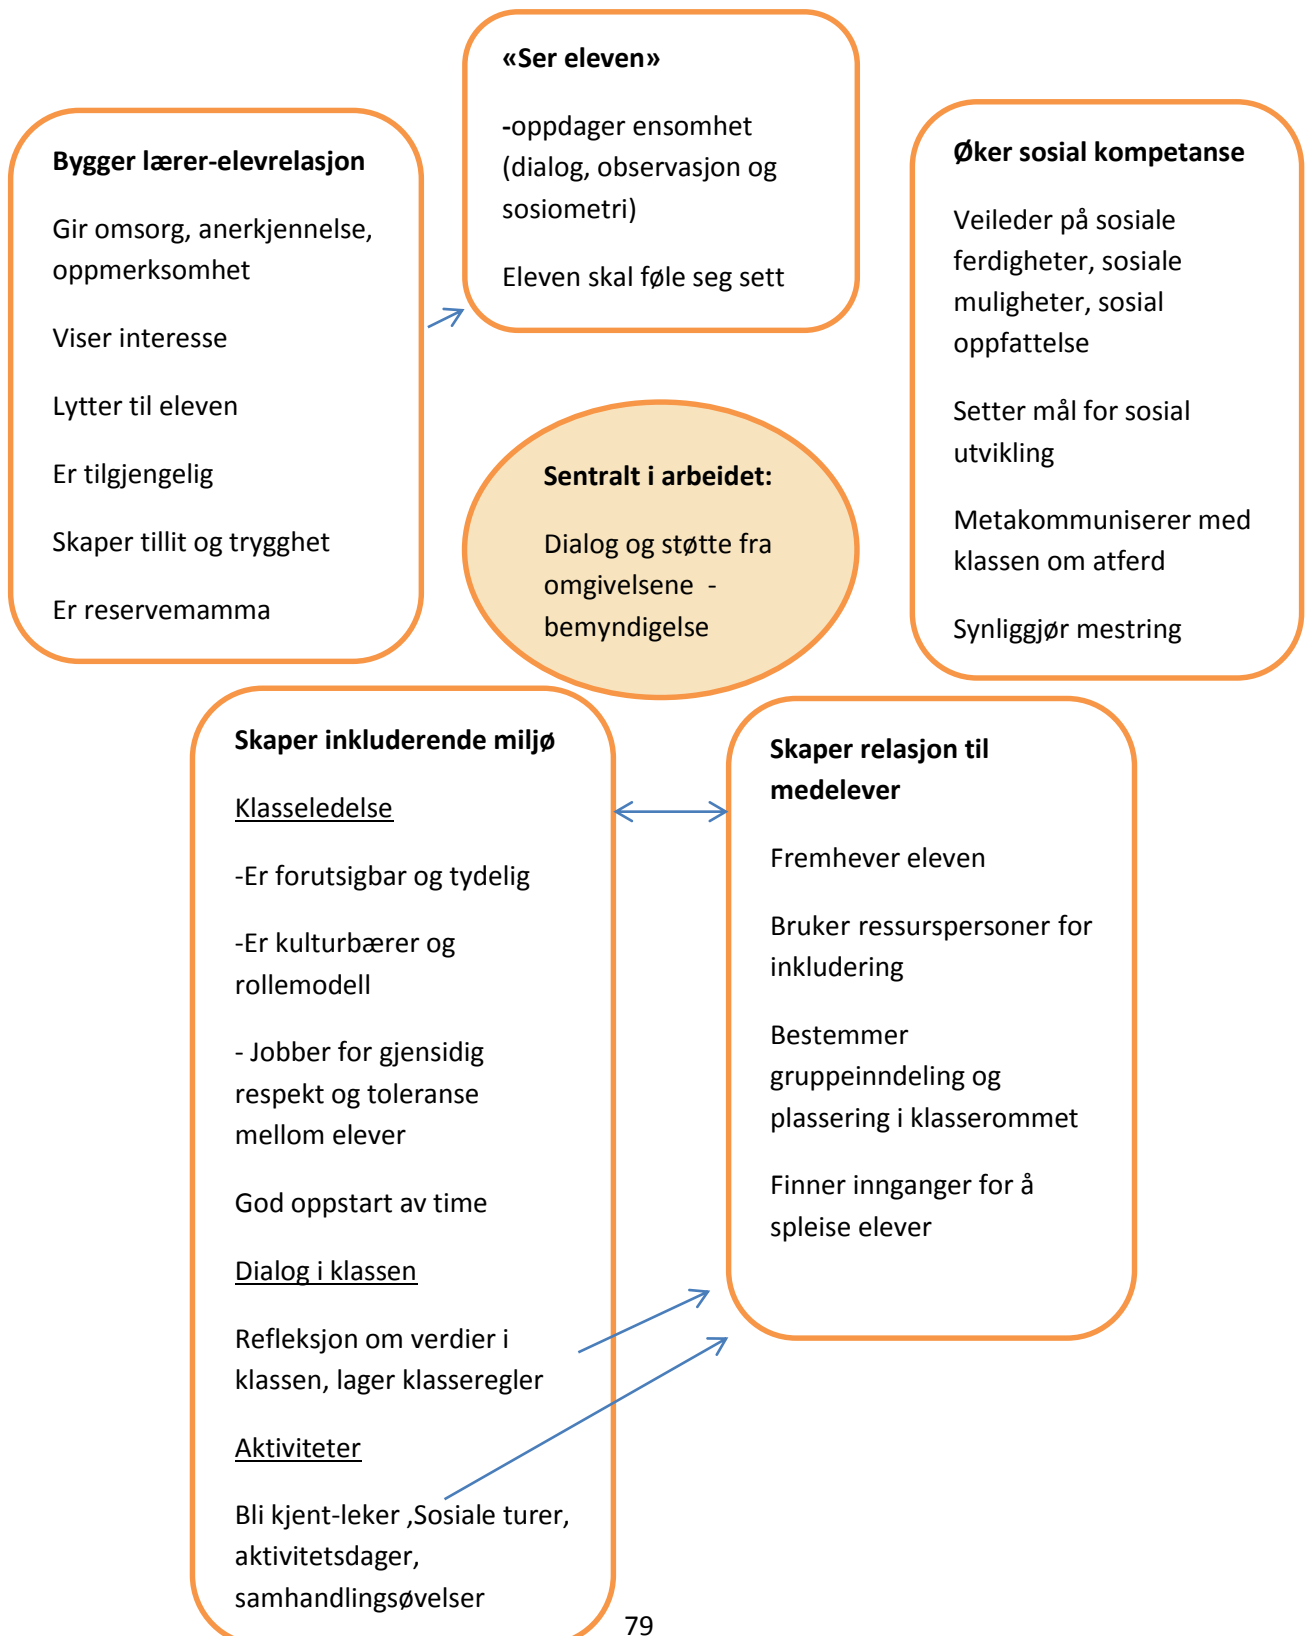 «Ser eleven»
-oppdager ensomhet
(dialog, observasjon og
sosiometri)
Eleven skal føle seg sett
Bygger lærer-elevrelasjon
Gir omsorg, anerkjennelse,
oppmerksomhet
Viser interesse
Lytter til eleven
Er tilgjengelig
Skaper tillit og trygghet
Er reservemamma
Øker sosial kompetanse
Veileder på sosiale
ferdigheter, sosiale
muligheter, sosial
oppfattelse
Setter mål for sosial
utvikling
Metakommuniserer med
klassen om atferd
Synliggjør mestring
Sentralt i arbeidet:
Dialog og støtte fra
omgivelsene -
bemyndigelse
Skaper inkluderende miljø
Klasseledelse
-Er forutsigbar og tydelig
-Er kulturbærer og
rollemodell
- Jobber for gjensidig
respekt og toleranse
mellom elever
God oppstart av time
Dialog i klassen
Refleksjon om verdier i
klassen, lager klasseregler
Aktiviteter
Bli kjent-leker ,Sosiale turer,
aktivitetsdager,
samhandlingsøvelser
Skaper relasjon til
medelever
Fremhever eleven
Bruker ressurspersoner for
inkludering
Bestemmer
gruppeinndeling og
plassering i klasserommet
Finner innganger for å
spleise elever
79